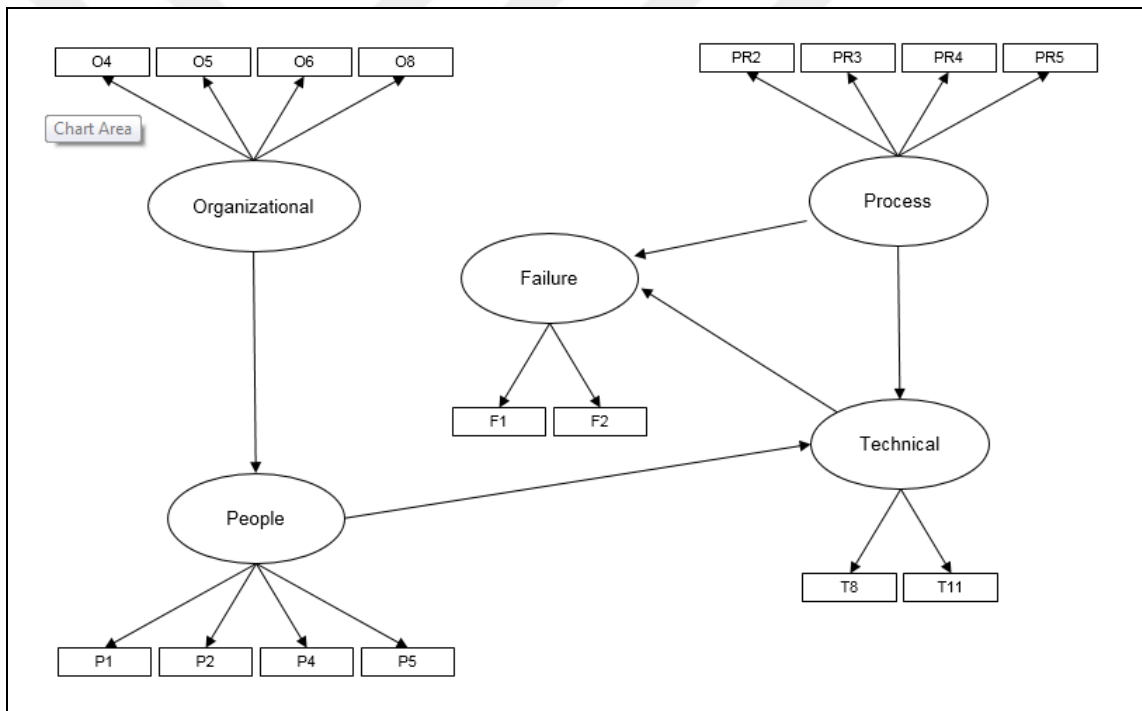 O4 O5 O6 O8
PR2 PR3 PR4 PR5
Chart Area
Organizational
Process
Failure
F1 F2
Technical
People
T8 T11
P1 P2 P4 P5